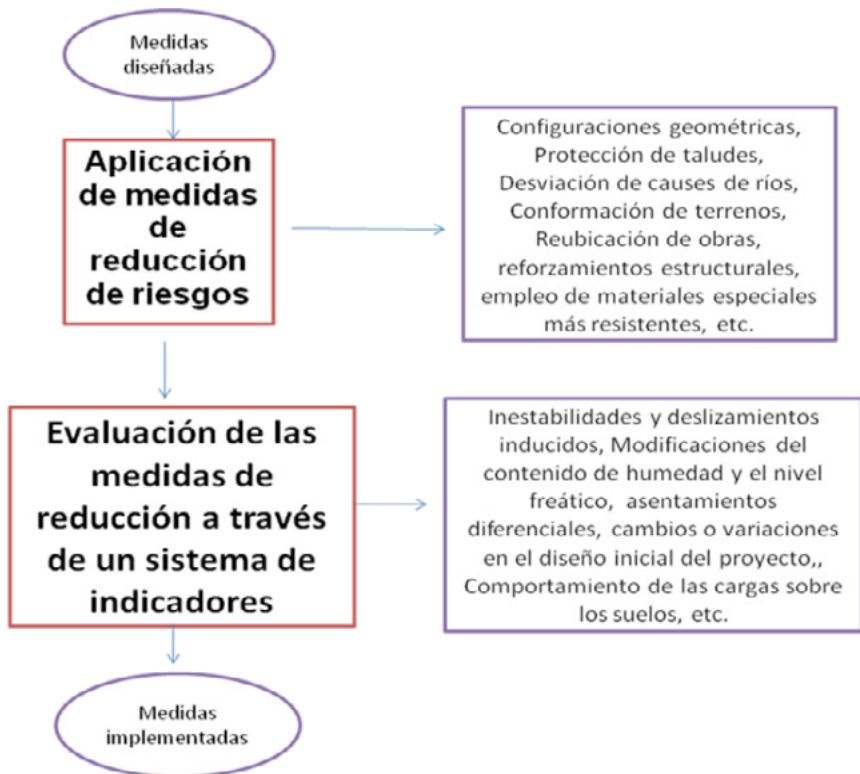 Medidas
diseñadas
Aplicación
de medidas
de
reducción
de riesgos
Configuraciones geométricas,
Protección de taludes,
Desviación de causes de ríos,
Conformación de terrenos,
Reubicación de obras,
reforzamientos estructurales,
empleo de materiales especiales
más resistentes, etc.
Evaluación de las
medidas de
reducción a través
de un sistema de
indicadores
Inestabilidades y deslizamientos
inducidos, Modificaciones del
contenido de humedad y el nivel
freático, asentamientos
diferenciales, cambios o variaciones
en el diseño inicial del proyecto,,
Comportamiento de las cargas sobre
los suelos, etc.
Medidas
implementadas